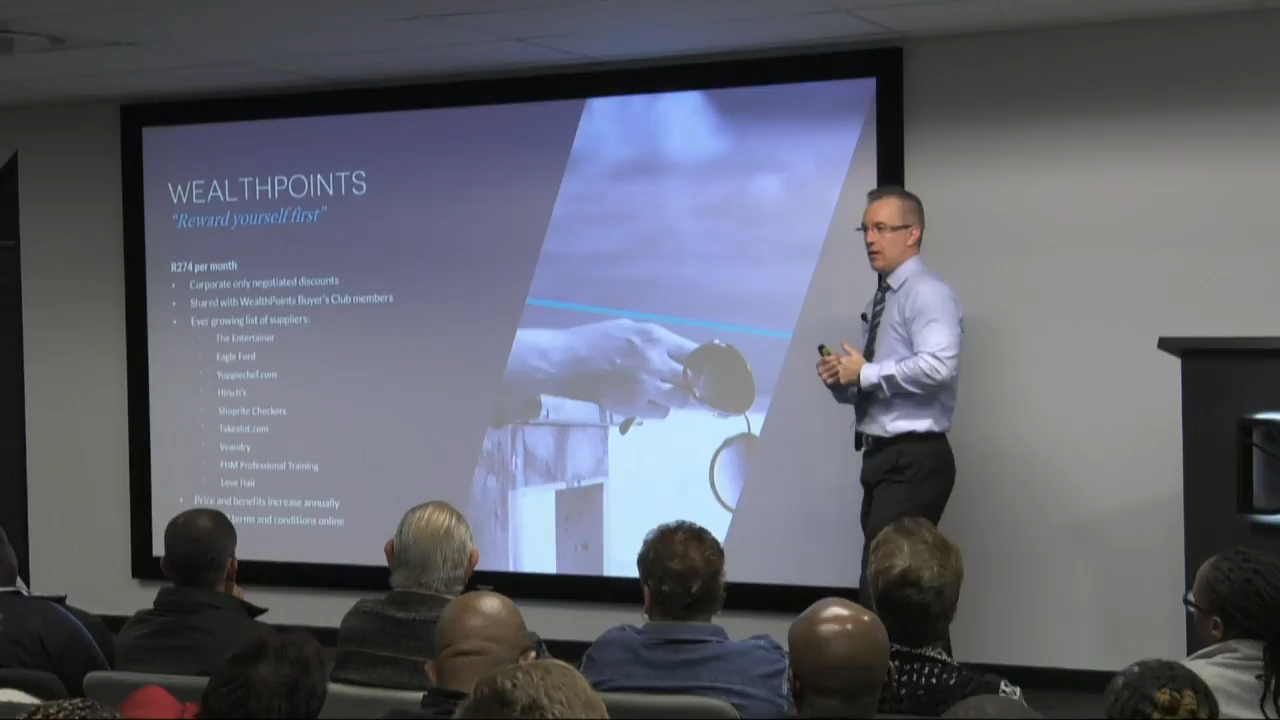 WEALTHPOINTS
“Reward yourself first”
R274 per month
Corporate only negotiated discounts
Shared with WealthPoints Buyer's Club members
Ever growing list of suppliers:
The Entertainer
Eagle Ford
Yuppiechef.com
Hirsch's
Shoprite Checkers
Takealot.com
FHM Professional Training
Love Hair
Price and benefits increase annually
terms and conditions online